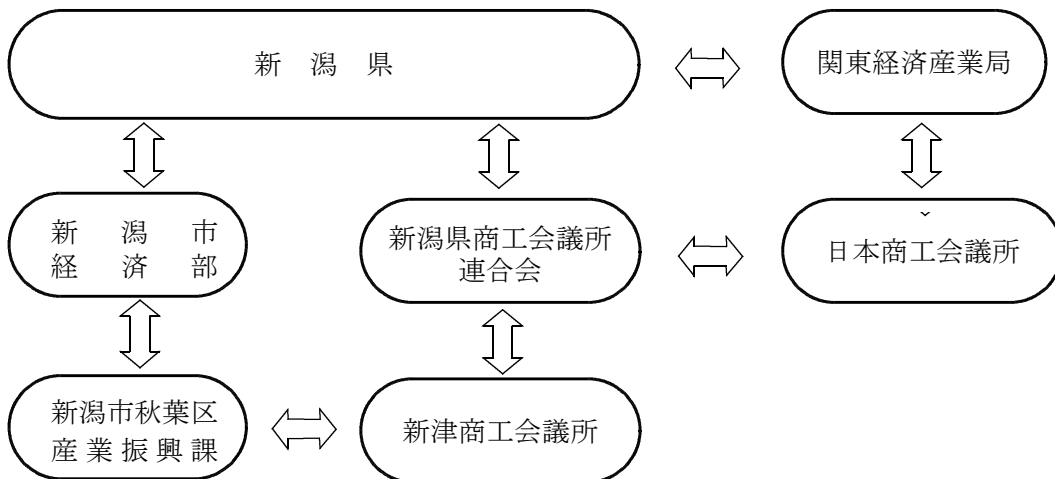 新潟県
関東経済産業局
新潟市
経済部
新潟県商工会議所
連合会
日本商工会議所
新潟市秋葉区
産業振興課
新津商工会議所